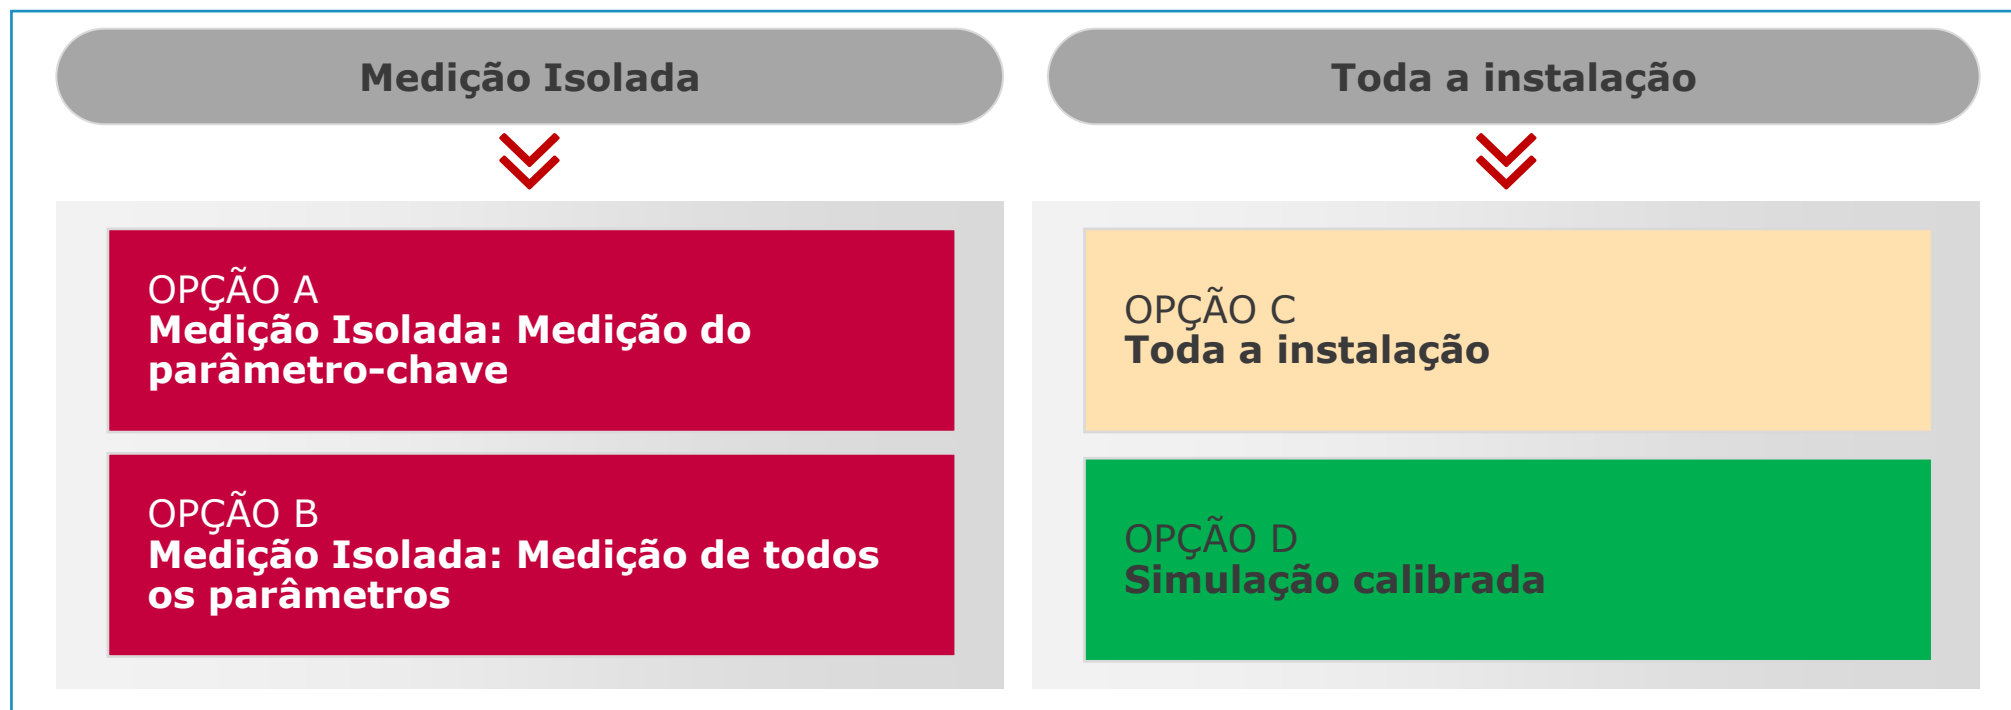 Medição Isolada
Toda a instalação
OPÇÃO A
Medição Isolada: Medição do
parâmetro-chave
OPÇÃO B
Medição Isolada: Medição de todos
os parâmetros
OPÇÃO C
Toda a instalação
OPÇÃO D
Simulação calibrada